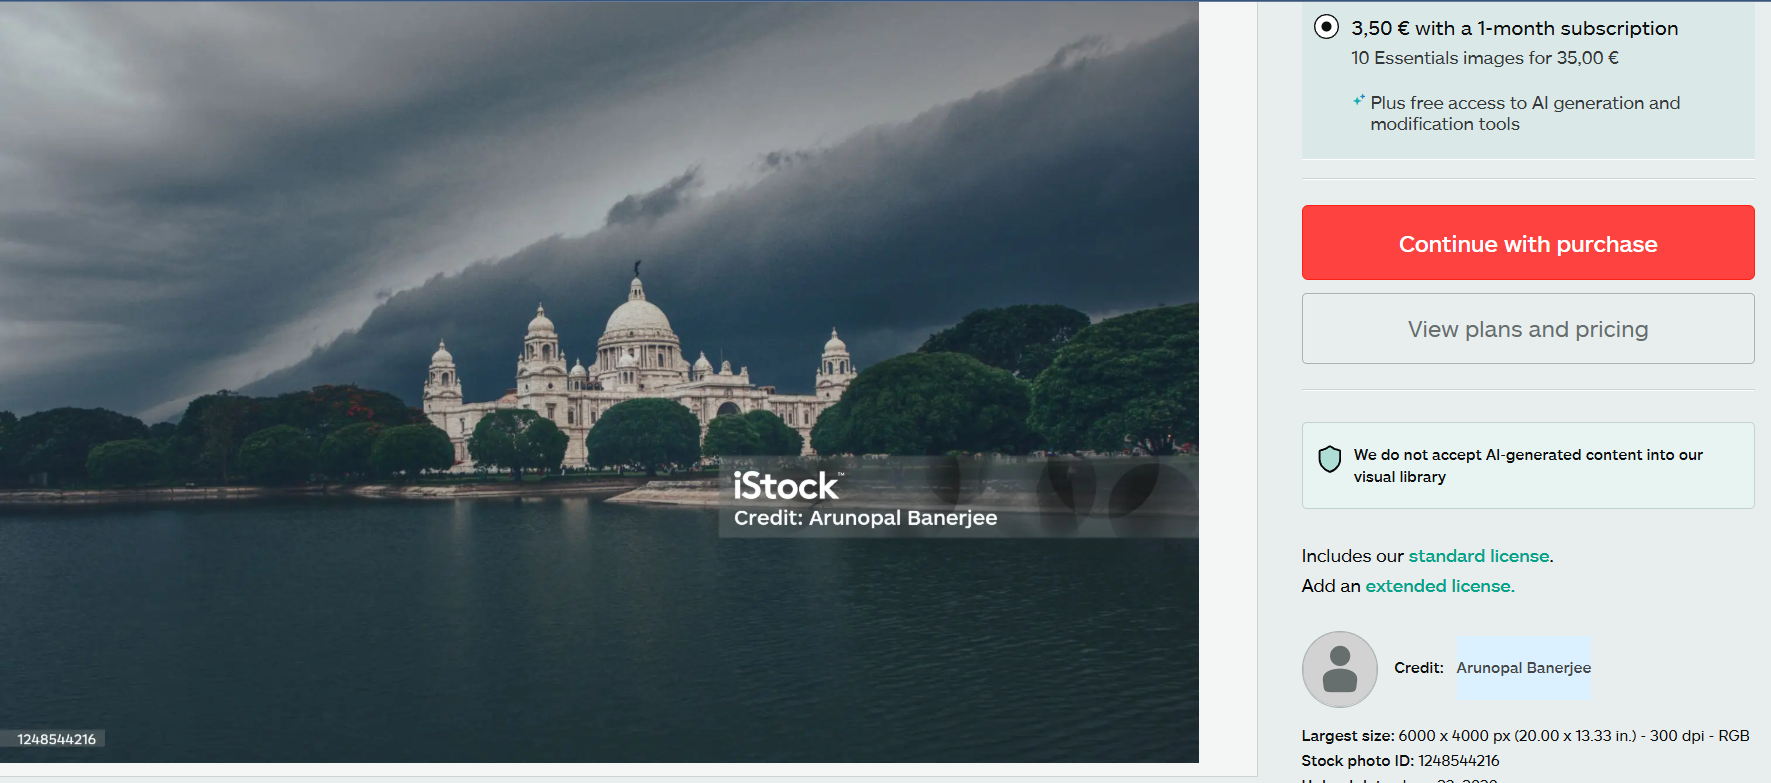 iStock™
Credit: Arunopal Banerjee
1248544216
3,50 € with a 1-month subscription
10 Essentials images for 35,00 €
Plus free access to AI generation and
modification tools
Continue with purchase
View plans and pricing
We do not accept AI-generated content into our
visual library
Includes our standard license.
Add an extended license.
Credit: Arunopal Banerjee
Largest size: 6000 x 4000 px (20.00 x 13.33 in.) - 300 dpi - RGB
Stock photo ID: 1248544216